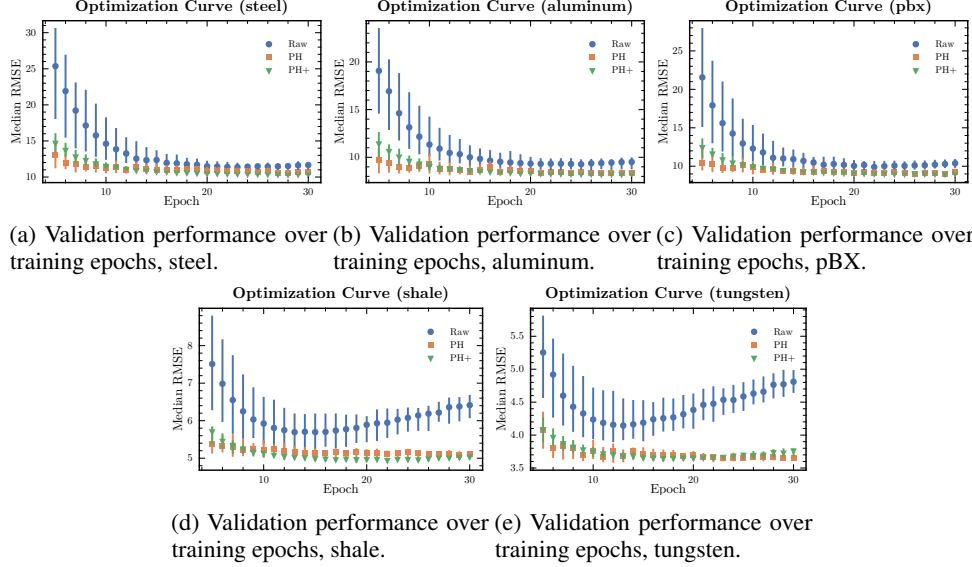 Optimization Curve (steel)
Optimization Curve (aluminum)
Optimization Curve (pbx)
Median RMSE
30
25
20
15
10
Raw
PH
PH+
10
20
30
Epoch
Median RMSE
20
15
10
Raw
PH
PH+
10
20
30
Epoch
Median RMSE
25
20
15
10
Raw
PH
PH+
10
20
30
Epoch
(a) Validation performance over
training epochs, steel.
(b) Validation performance over
training epochs, aluminum.
(c) Validation performance over
training epochs, pBX.
Optimization Curve (shale)
Optimization Curve (tungsten)
Median RMSE
8
7
6
5
Raw
PH
PH+
10
20
30
Epoch
Median RMSE
5.5
5.0
4.5
4.0
3.5
Raw
PH
PH+
10
20
30
Epoch
(d) Validation performance over
training epochs, shale.
(e) Validation performance over
training epochs, tungsten.